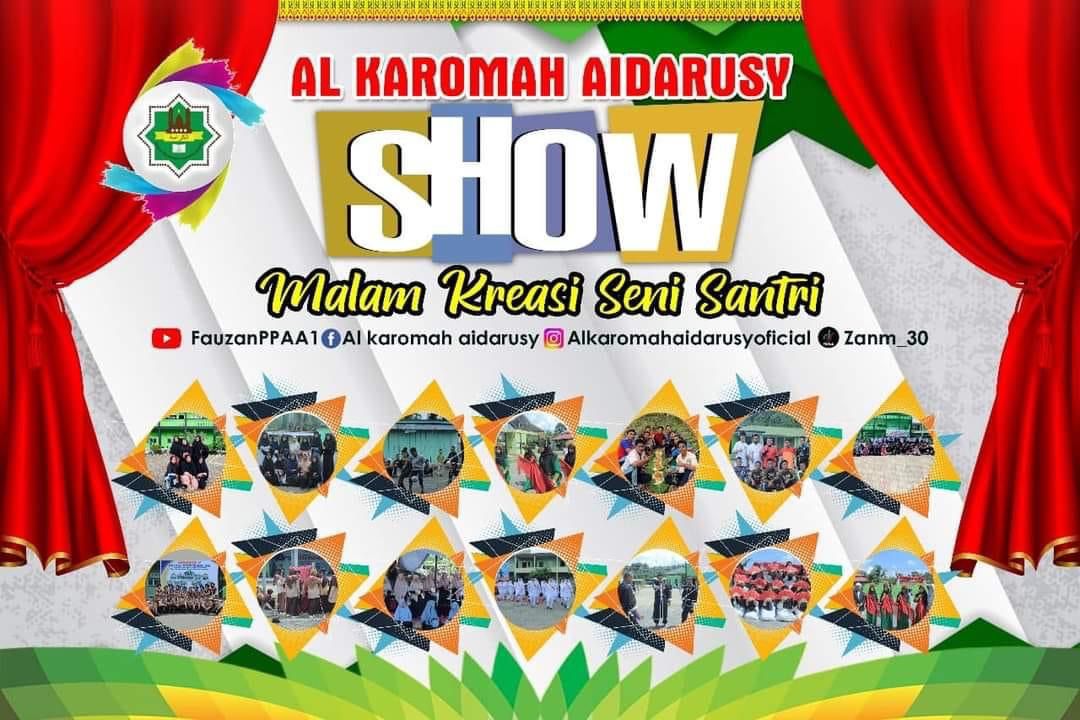 AL KAROMAH AIDARUSY
SHOW
Malam Kreasi Seni Santri
FauzanPPAA1 Al karomah aidarusy Alkaromahaidarusyoficial Zanm_30